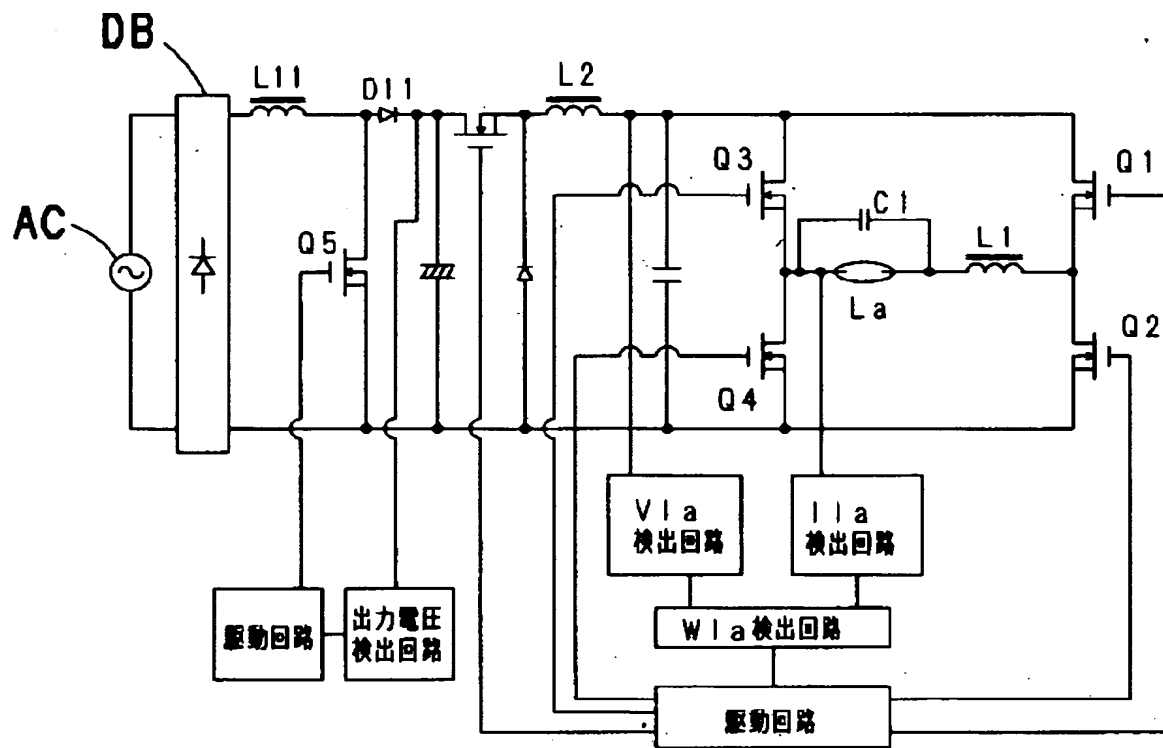 DB
L11
D11
L2
Q3
Q1
C1
L1
AC
Q5
La
Q2
Q4
Vla
検出回路
Ila
検出回路
駆動回路
出力電圧
検出回路
Wla検出回路
駆動回路